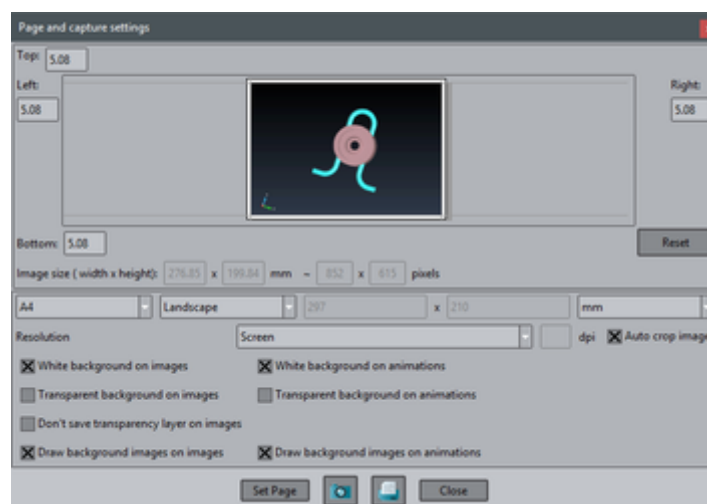 Page and capture settings
Top: 5.08
Left: Right:
5.08 5.08
Bottom: 5.08 Reset
Image size ( width x height): 276.85 x 199.84 mm ~ 852 x 615 pixels
A4 Landscape 297 x 210 mm
Resolution Screen dpi Auto crop image
White background on images White background on animations
Transparent background on images Transparent background on animations
Don't save transparency layer on images
Draw background images on images Draw background images on animations
Set Page Close